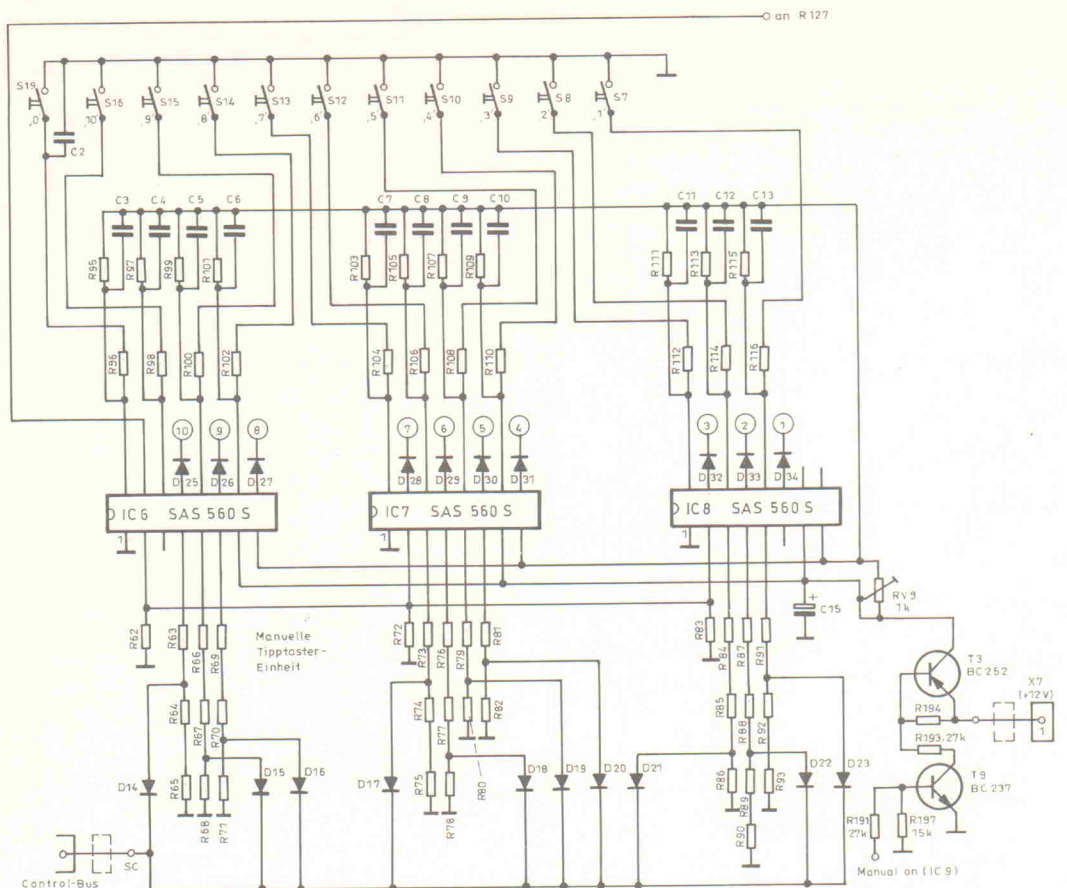 an R127
S19 S16 S15 S14 S13 S12 S11 S10 S9 S8 S7
‚0' ‚10' ‚9' ‚8' ‚7' ‚6' ‚5' ‚4' ‚3' ‚2' ‚1'
C2
C3 C4 C5 C6 C7 C8 C9 C10 C11 C12 C13
R95 R97 R99 R101 R103 R105 R107 R109 R111 R113 R115
R96 R98 R100 R102 R104 R106 R108 R110 R112 R114 R116
10 9 8 7 6 5 4 3 2 1
D25 D26 D27 D28 D29 D30 D31 D32 D33 D34
IC6 SAS 560 S
IC7 SAS 560 S
IC8 SAS 560 S
1 1 1
RV9
1k
C15
+
R62 R63 R66 R69
Manuelle
Tipptaster-
Einheit
R72 R73 R76 R79 R81 R83 R84 R87 R91
T3
BC252
X7
(+12V)
1
R64 R67 R70 R74 R77 R80 R82 R85 R88 R92
R194
R193.27k
D14 R65 R68 R71 D15 D16 D17 R75 R78 D18 D19 D20 D21 R86 R89 R90 R93 D22 D23
T9
BC237
R191
27k
R197
15k
SC
Control-Bus
Manual on (IC9)